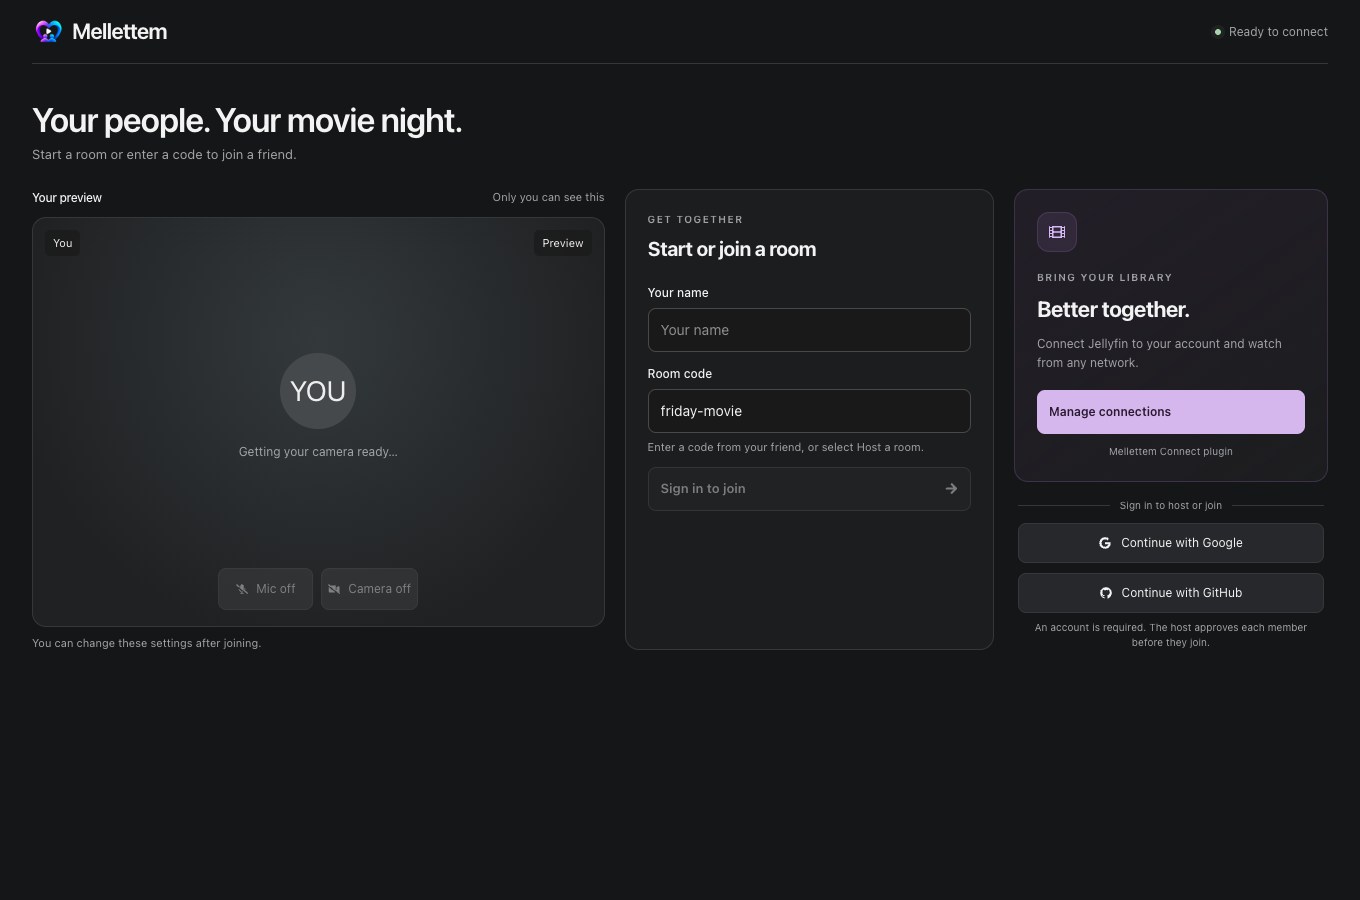 Mellettem
Ready to connect
Your people. Your movie night.
Start a room or enter a code to join a friend.
Your preview
Only you can see this
You
Preview
YOU
Getting your camera ready...
Mic off
Camera off
You can change these settings after joining.
GET TOGETHER
Start or join a room
Your name
Your name
Room code
friday-movie
Enter a code from your friend, or select Host a room.
Sign in to join
BRING YOUR LIBRARY
Better together.
Connect Jellyfin to your account and watch
from any network.
Manage connections
Mellettem Connect plugin
Sign in to host or join
Continue with Google
Continue with GitHub
An account is required. The host approves each member
before they join.